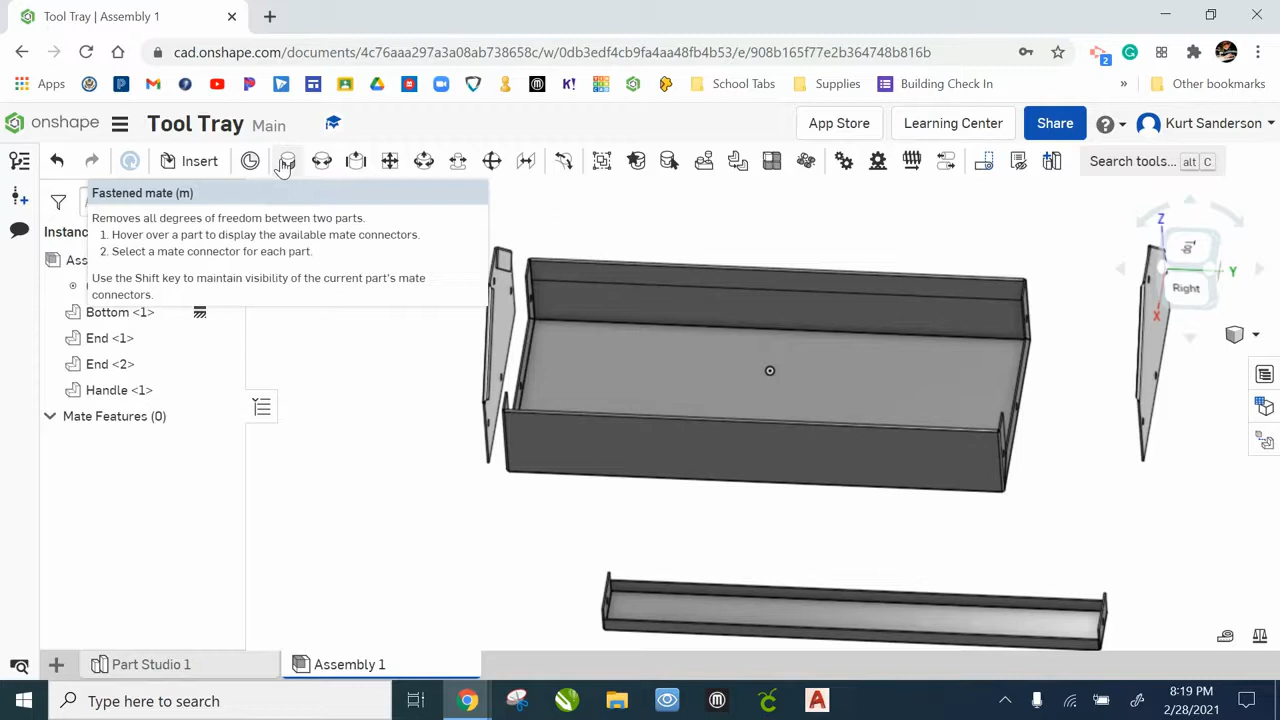 Tool Tray | Assembly 1
cad.onshape.com/documents/4c76aaa297a3a08ab738658c/w/0db3edf4cb9fa4aa48fb4b53/e/908b165f77e2b364748b816b
2
Apps
K!
School Tabs
Supplies
Building Check In
»
Other bookmarks
onshape
Tool Tray Main
App Store
Learning Center
Share
Kurt Sanderson
Insert
Search tools... alt C
Fastened mate (m)
Removes all degrees of freedom between two parts.
1. Hover over a part to display the available mate connectors.
2. Select a mate connector for each part.
Use the Shift key to maintain visibility of the current part's mate
connectors.
Instanc
Ass
Bottom <1>
End <1>
End <2>
Handle <1>
Mate Features (0)
Z
Y
Right
X
Part Studio 1
Assembly 1
Type here to search
8:19 PM
2/28/2021